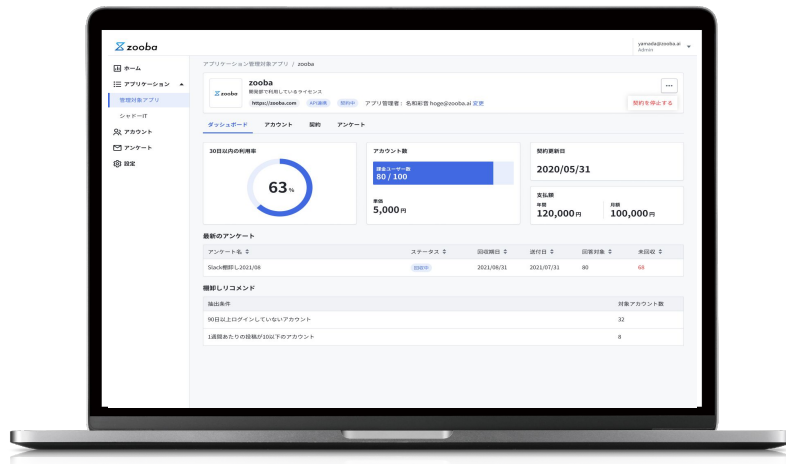 zooba
yamada@zooba.ai
Admin
ホーム
アプリケーション
管理対象アプリ
シャドーIT
アカウント
アンケート
設定
アプリケーション管理対象アプリ / zooba
zooba
zooba
開発部で利用しているライセンス
https://zooba.com API連携 契約中 アプリ管理者: 名和彩音 hoge@zooba.ai 変更
契約を停止する
ダッシュボード アカウント 契約 アンケート
30日以内の利用率
63%
アカウント数
課金ユーザー数
80 / 100
単価
5,000円
契約更新日
2020/05/31
支払額
年間 月額
120,000円 100,000円
最新のアンケート
アンケート名 ステータス 回収期日 送付日 回答対象 未回収
Slack棚卸し2021/08 回収中 2021/08/31 2021/07/31 80 68
棚卸しリコメンド
抽出条件 対象アカウント数
90日以上ログインしていないアカウント 32
1週間あたりの投稿が10以下のアカウント 8